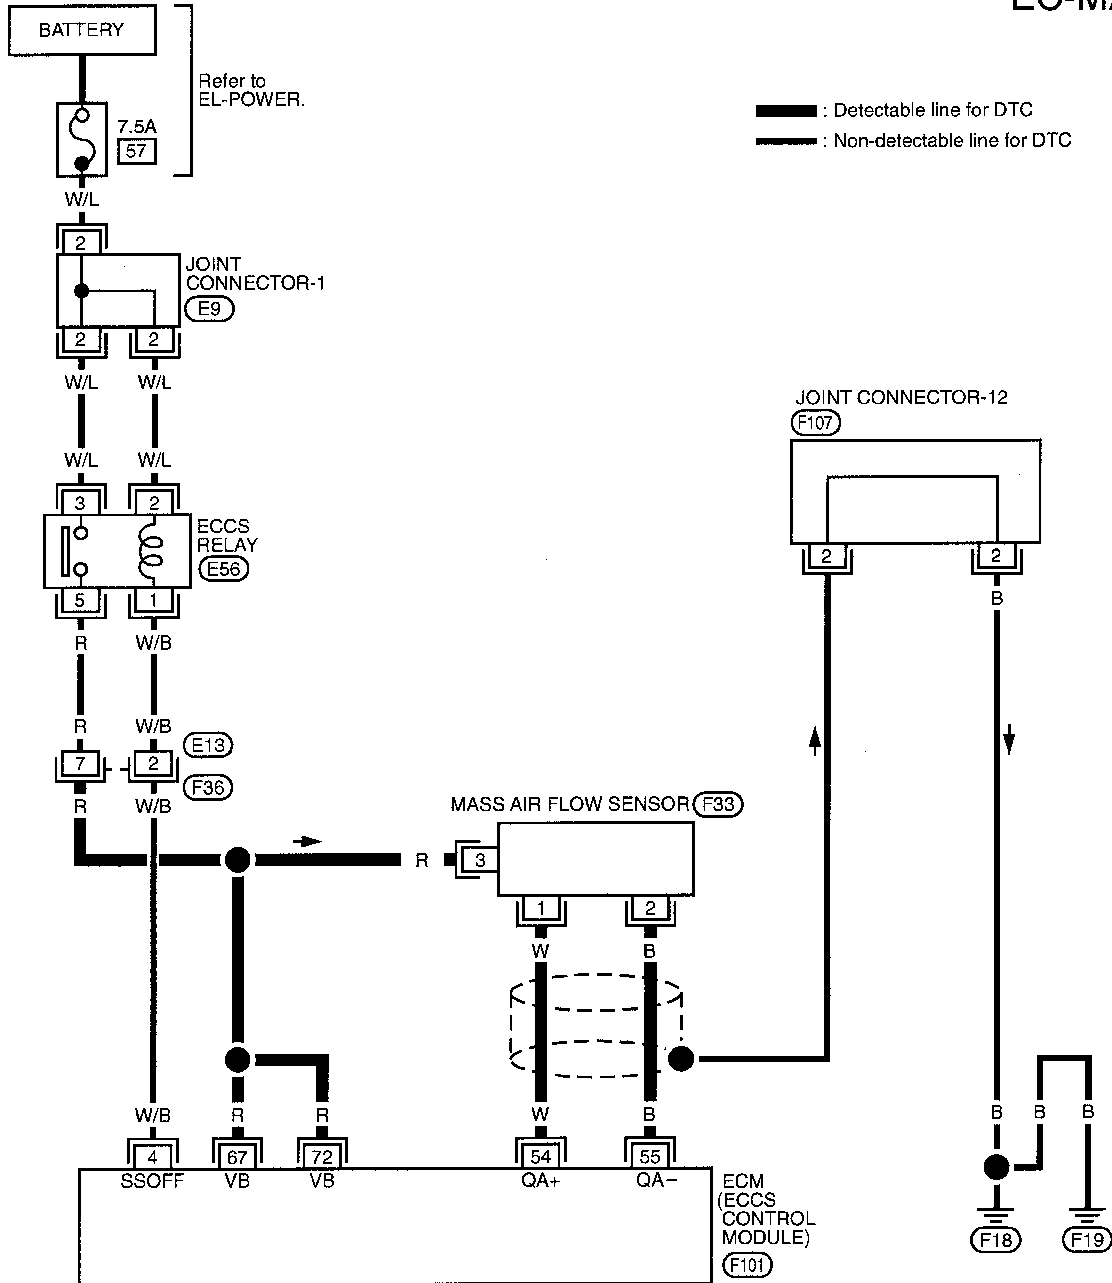 BATTERY
Refer to
EL-POWER.
7.5A
57
: Detectable line for DTC
: Non-detectable line for DTC
W/L
2
JOINT
CONNECTOR-1
E9
2 2
W/L W/L
JOINT CONNECTOR-12
F107
W/L W/L
3 2
ECCS
RELAY
E56
2 2
5 1
B
R W/B
R W/B
E13
7 2
F36
R W/B
MASS AIR FLOW SENSOR F33
R 3
1 2
W B
W/B R R W B
B B B
4 67 72 54 55
SSOFF VB VB QA+ QA-
ECM
(ECCS
CONTROL
MODULE)
F101
F18 F19